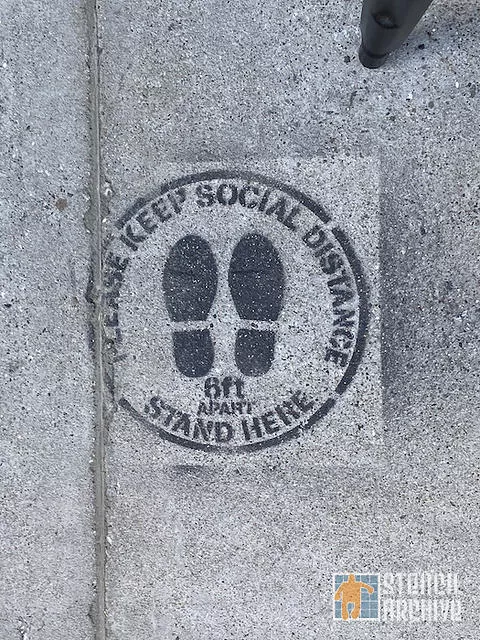 PLEASE KEEP SOCIAL DISTANCE
6ft
APART
STAND HERE
STENCIL
ARCHIVE